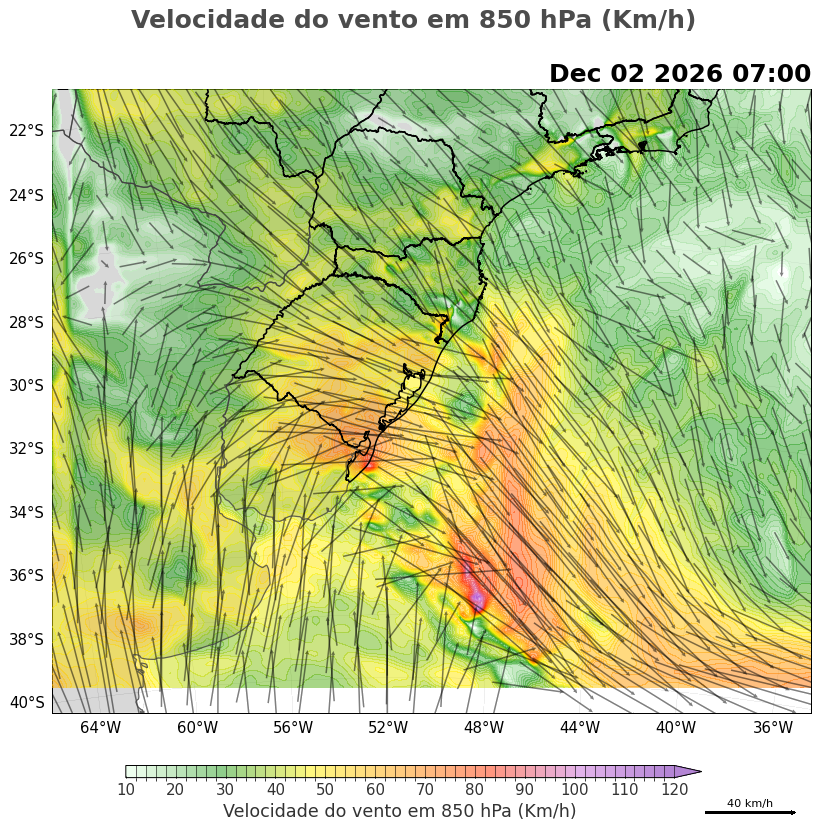 Velocidade do vento em 850 hPa (Km/h)
Dec 02 2026 07:00
22°S
24°S
26°S
28°S
30°S
32°S
34°S
36°S
38°S
40°S
64°W 60°W 56°W 52°W 48°W 44°W 40°W 36°W
10 20 30 40 50 60 70 80 90 100 110 120
Velocidade do vento em 850 hPa (Km/h)
40 km/h